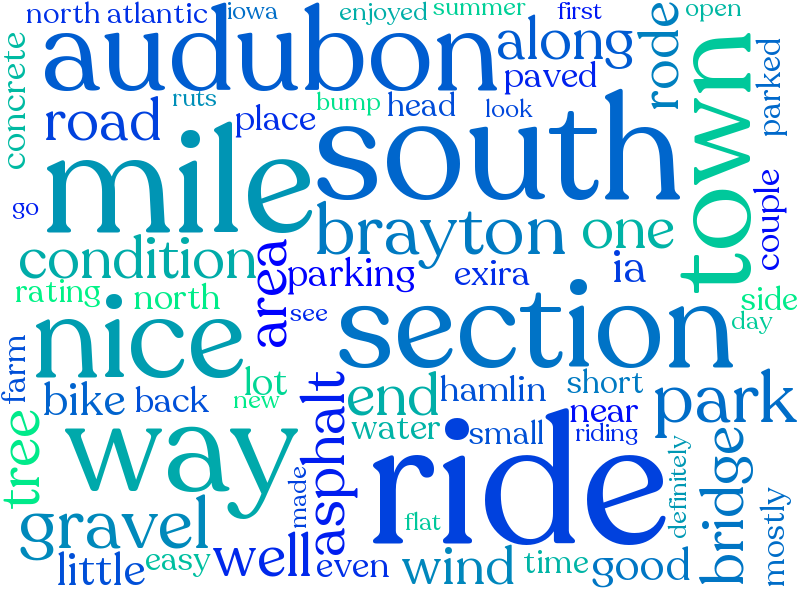 north atlantic
iowa
enjoyed
summer
first
open
audubon
along
rode
concrete
paved
town
parked
ruts
bump
head
look
road
place
mile
south
go
condition
brayton
one
couple
area
parking
exira
ia
rating
north
see
side
day
nice
section
farm
bike
back
lot
new
asphalt
end
hamlin
short
park
near
tree
way
water
small
riding
ride
definitely
bridge
made
gravel
flat
mostly
little
easy
well
even
wind
time
good